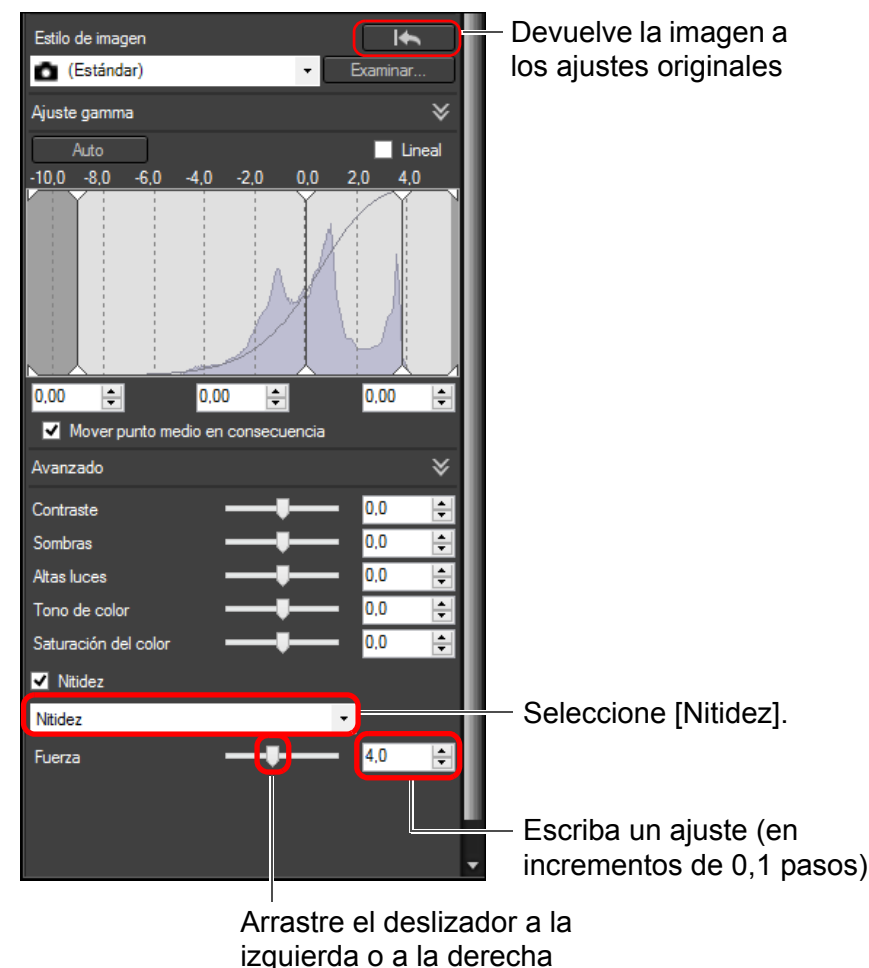 Estilo de imagen
Devuelve la imagen a
los ajustes originales
(Estándar)
Examinar...
Ajuste gamma
Auto
Lineal
-10,0 -8,0 -6,0 -4,0 -2,0 0,0 2,0 4,0
0,00 0,00 0,00
Mover punto medio en consecuencia
Avanzado
Contraste 0,0
Sombras 0,0
Altas luces 0,0
Tono de color 0,0
Saturación del color 0,0
Nitidez
Nitidez
Seleccione [Nitidez].
Fuerza 4,0
Escriba un ajuste (en
incrementos de 0,1 pasos)
Arrastre el deslizador a la
izquierda o a la derecha